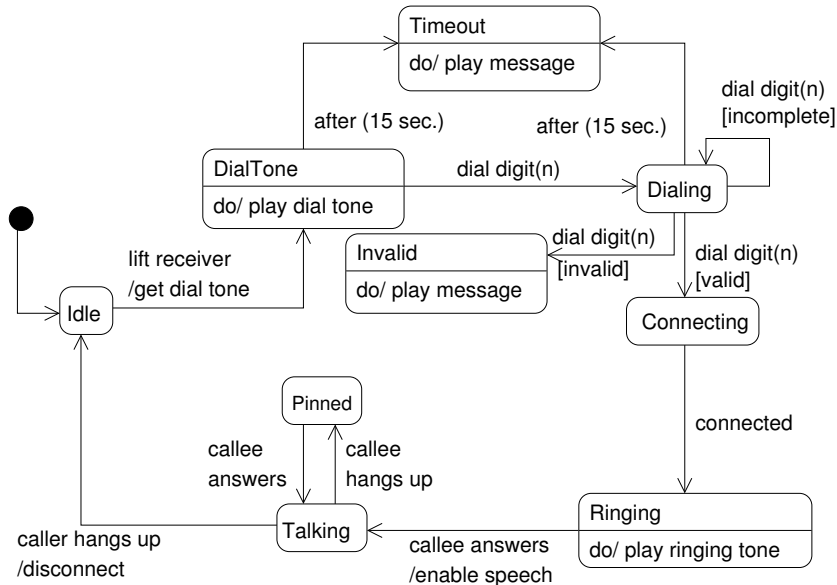 Timeout
do/ play message
dial digit(n)
[incomplete]
after (15 sec.)
after (15 sec.)
DialTone
do/ play dial tone
dial digit(n)
Dialing
Invalid
do/ play message
dial digit(n)
[invalid]
dial digit(n)
[valid]
lift receiver
/get dial tone
Idle
Connecting
Pinned
connected
callee
answers
callee
hangs up
Talking
Ringing
do/ play ringing tone
caller hangs up
/disconnect
callee answers
/enable speech